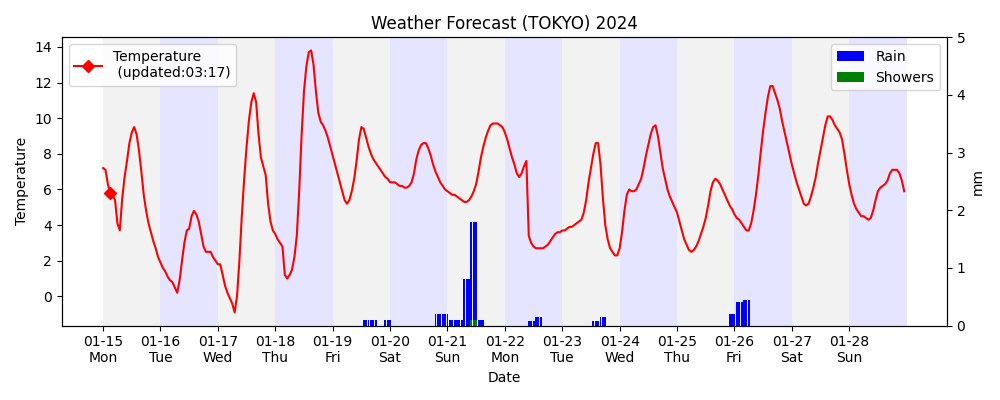 Weather Forecast (TOKYO) 2024
Temperature
(updated:03:17)
Rain
Showers
14
12
10
8
6
4
2
0
Temperature
5
4
3
2
1
0
mm
01-15 01-16 01-17 01-18 01-19 01-20 01-21 01-22 01-23 01-24 01-25 01-26 01-27 01-28
Mon Tue Wed Thu Fri Sat Sun Mon Tue Wed Thu Fri Sat Sun
Date